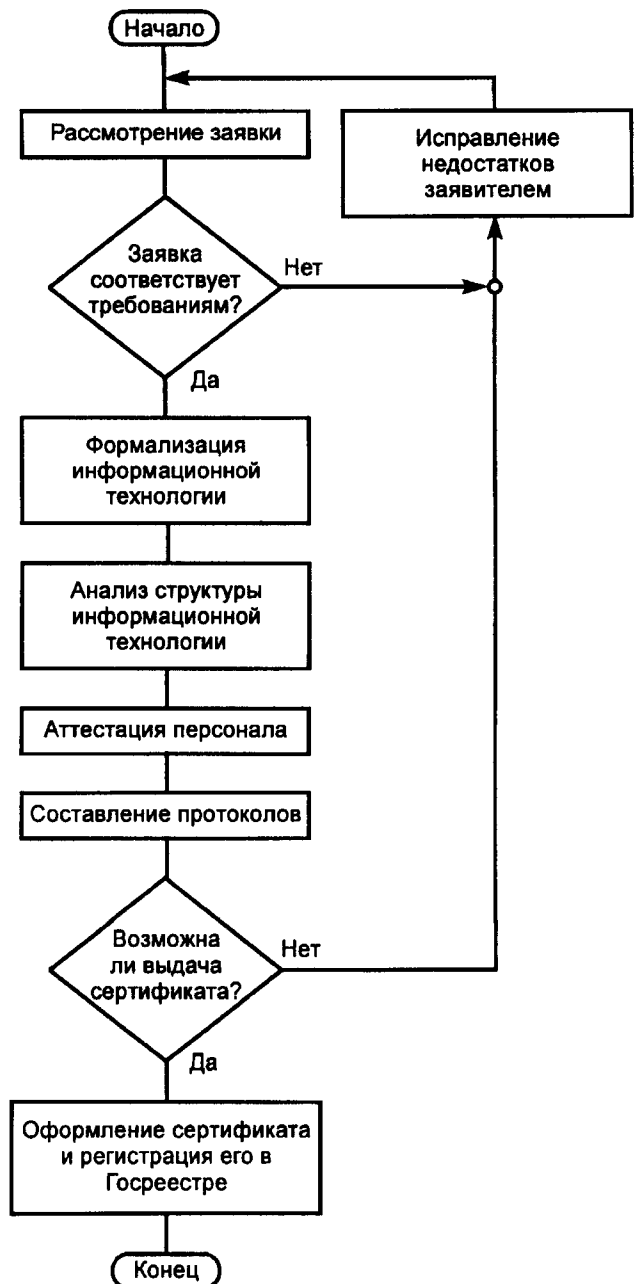 Начало
Рассмотрение заявки
Исправление
недостатков
заявителем
Заявка
соответствует
требованиям?
Нет
Да
Формализация
информационной
технологии
Анализ структуры
информационной
технологии
Аттестация персонала
Составление протоколов
Возможна
ли выдача
сертификата?
Нет
Да
Оформление сертификата
и регистрация его в
Госреестре
Конец